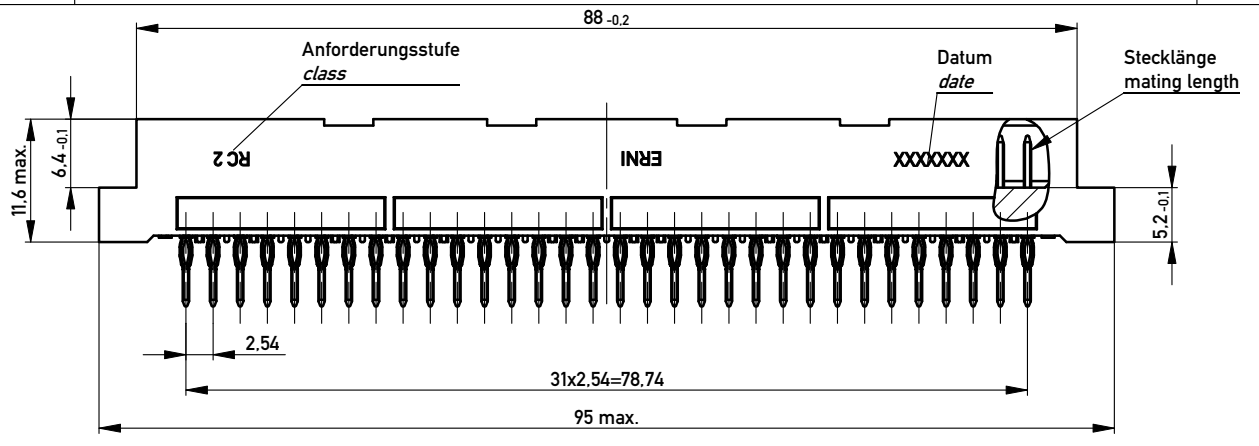 88 -0,2
Anforderungsstufe
class
Datum
date
Stecklänge
mating length
11,6 max.
6,4 -0,1
RC 2
ERNI
XXXXXXX
5,2 -0,1
2,54
31x2,54=78,74
95 max.